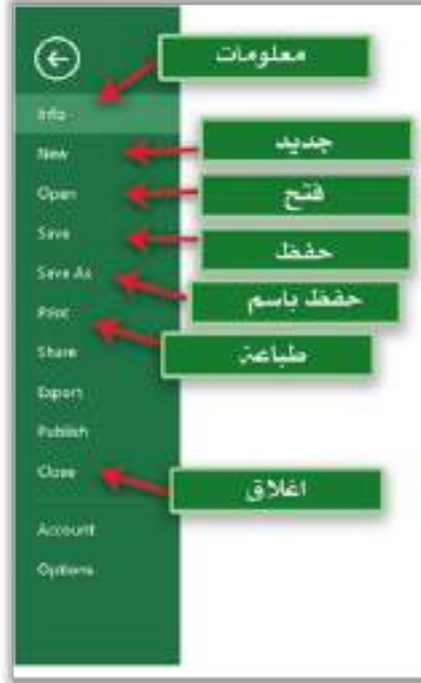 معلومات
Info
جديد
New
فتح
Open
حفظ
Save
حفظ باسم
Save As
طباعة
Print
Share
Export
Publish
اغلاق
Close
Account
Options